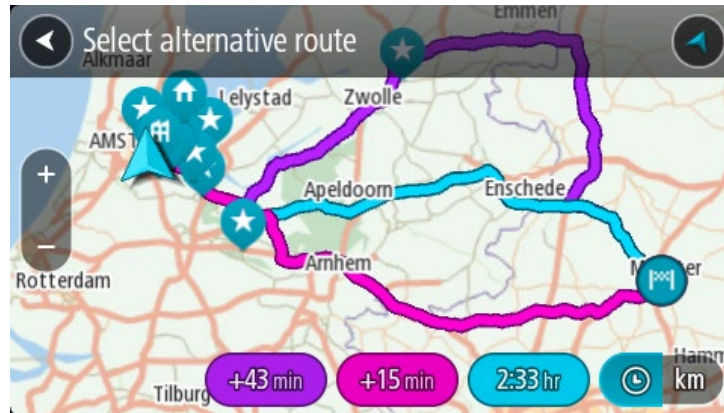 Emmen
Select alternative route
Alkmaar
Lelystad
Zwolle
+
Apeldoorn
Enschede
−
Arnhem
Rotterdam
Hamm
Tilburg
+43 min
+15 min
2:33 hr
km